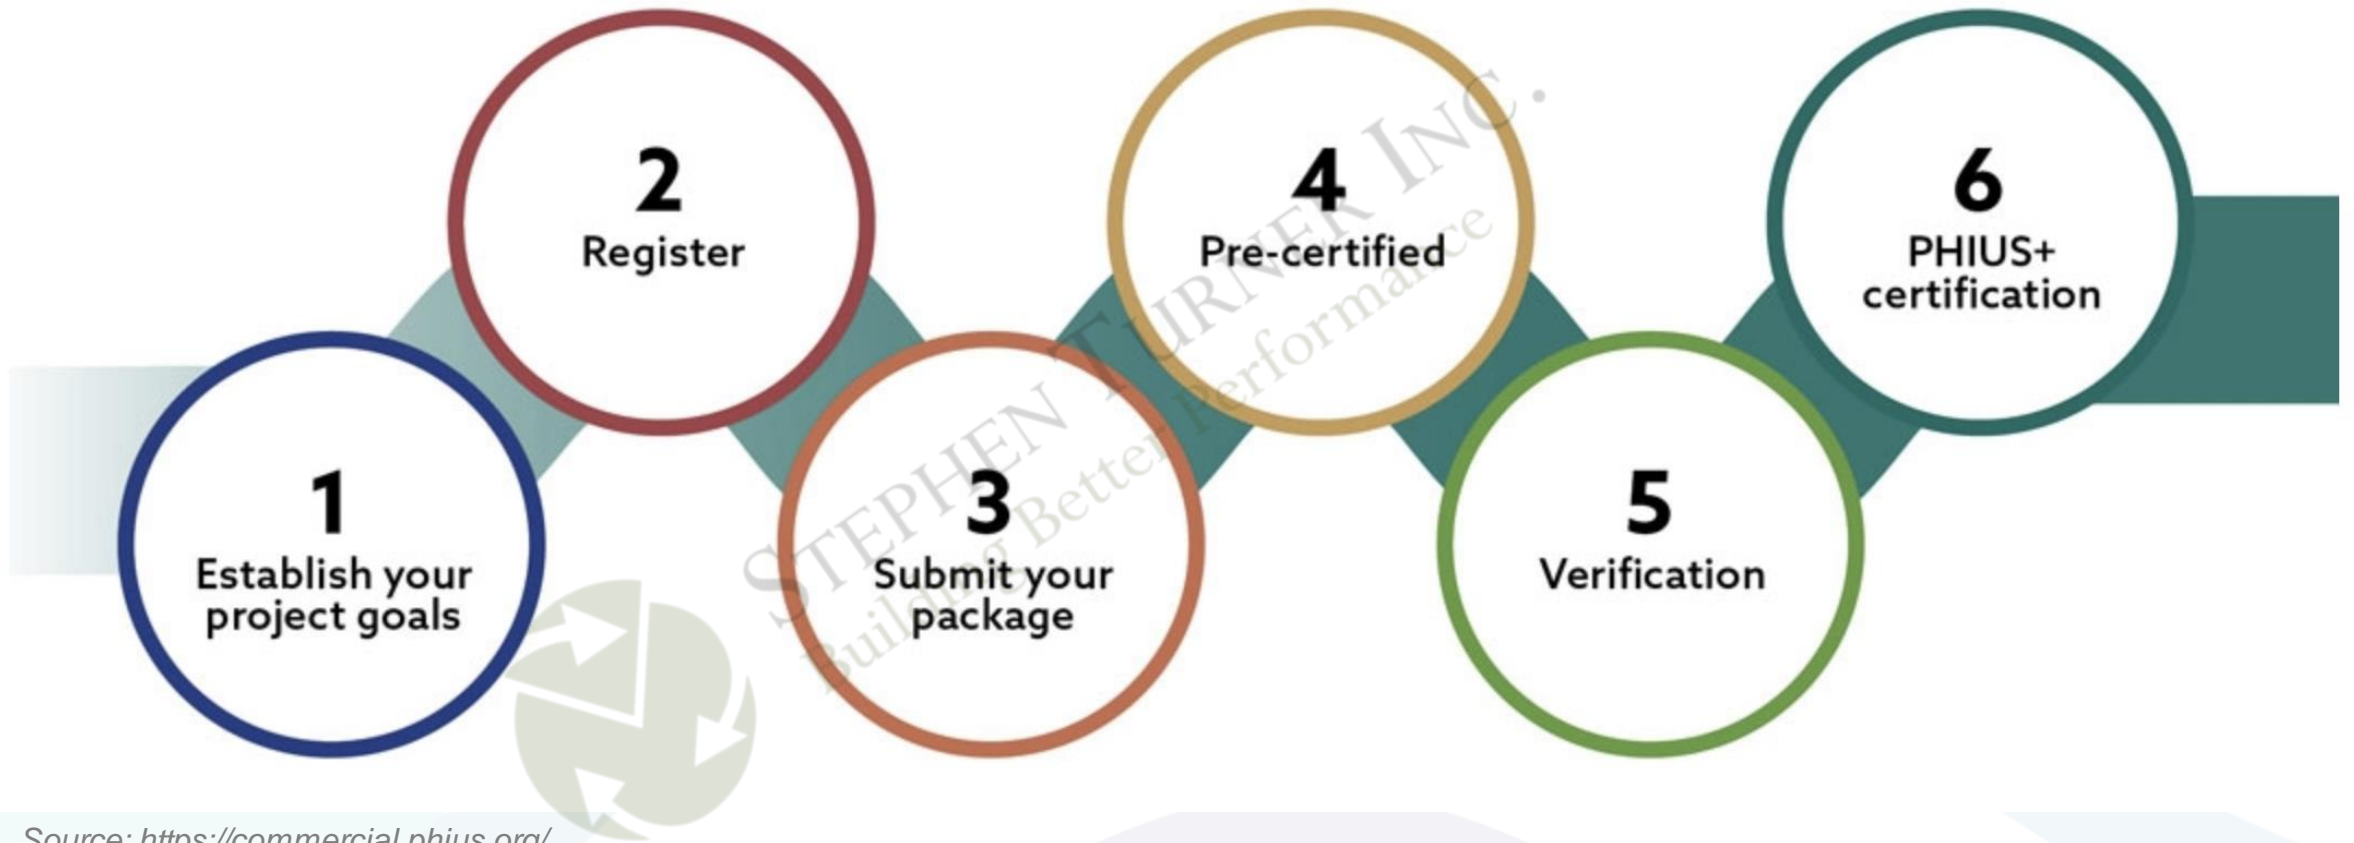 1
Establish your
project goals
2
Register
3
Submit your
package
4
Pre-certified
5
Verification
6
PHIUS+
certification
STEPHEN TURNER INC.
Building Better Performance
Source: https://commercial.phius.org/